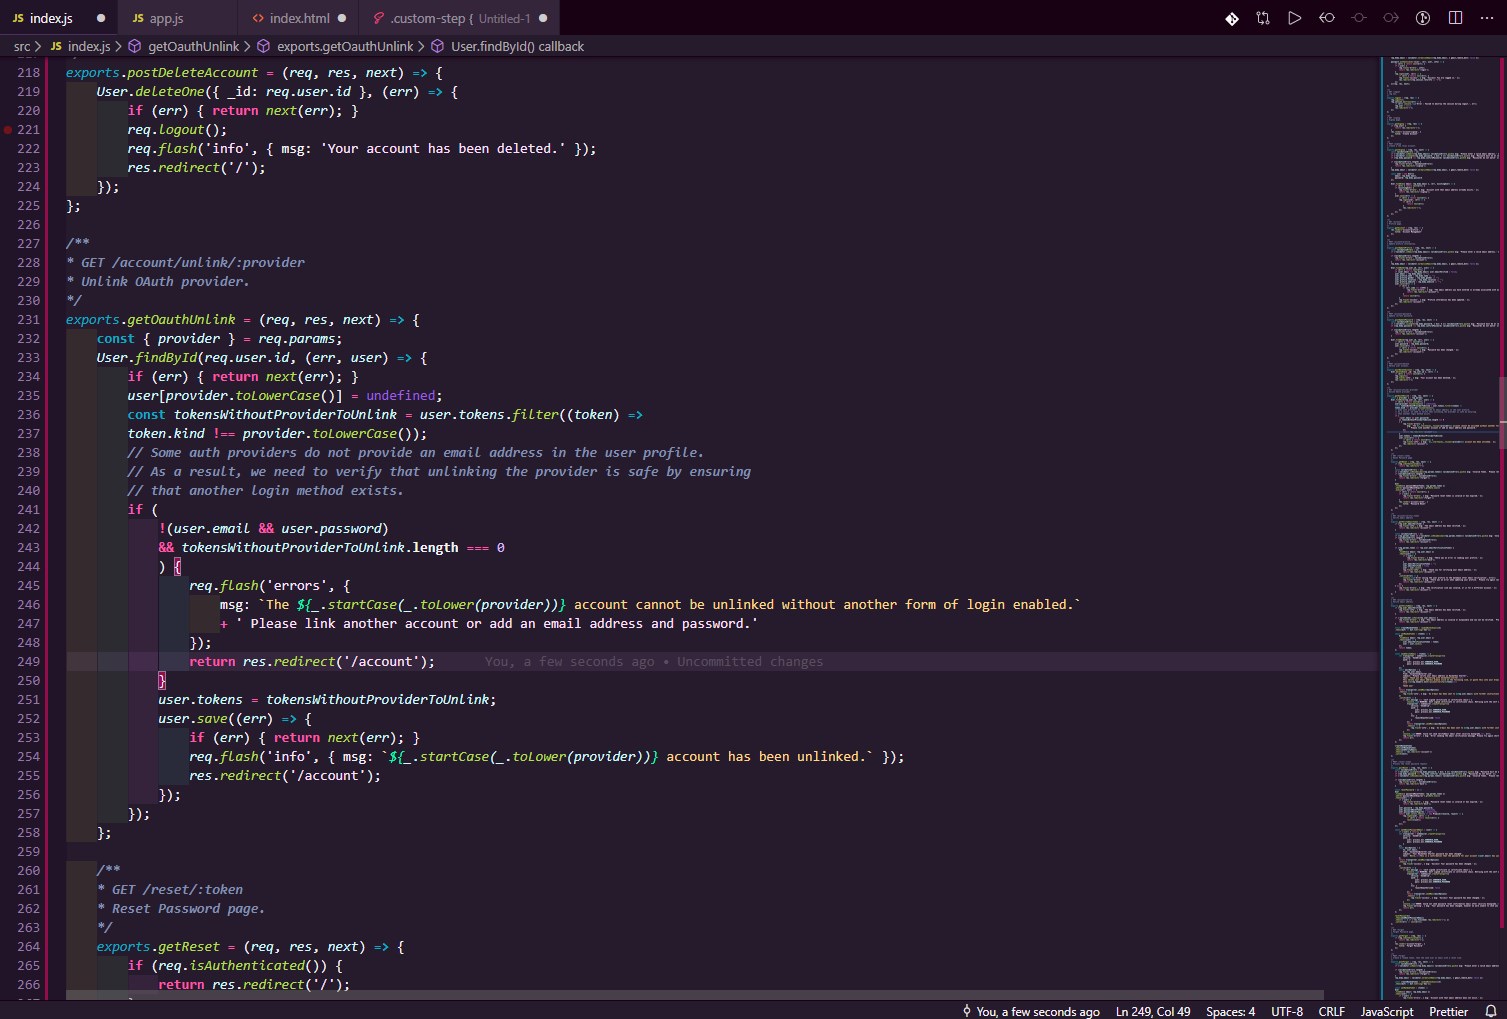 JS index.js ● JS app.js <> index.html ● .custom-step { Untitled-1 ●
src > JS index.js > getOauthUnlink > exports.getOauthUnlink > User.findById() callback
218 exports.postDeleteAccount = (req, res, next) => {
219 User.deleteOne({ _id: req.user.id }, (err) => {
220 if (err) { return next(err); }
221 req.logout();
222 req.flash('info', { msg: 'Your account has been deleted.' });
223 res.redirect('/');
224 });
225 };
226
227 /**
228 * GET /account/unlink/:provider
229 * Unlink OAuth provider.
230 */
231 exports.getOauthUnlink = (req, res, next) => {
232 const { provider } = req.params;
233 User.findById(req.user.id, (err, user) => {
234 if (err) { return next(err); }
235 user[provider.toLowerCase()] = undefined;
236 const tokensWithoutProviderToUnlink = user.tokens.filter((token) =>
237 token.kind !== provider.toLowerCase());
238 // Some auth providers do not provide an email address in the user profile.
239 // As a result, we need to verify that unlinking the provider is safe by ensuring
240 // that another login method exists.
241 if (
242 !(user.email && user.password)
243 && tokensWithoutProviderToUnlink.length === 0
244 ) {
245 req.flash('errors', {
246 msg: `The ${_.startCase(_.toLower(provider))} account cannot be unlinked without another form of login enabled.`
247 + ' Please link another account or add an email address and password.'
248 });
249 return res.redirect('/account'); You, a few seconds ago • Uncommitted changes
250 }
251 user.tokens = tokensWithoutProviderToUnlink;
252 user.save((err) => {
253 if (err) { return next(err); }
254 req.flash('info', { msg: `${_.startCase(_.toLower(provider))} account has been unlinked.` });
255 res.redirect('/account');
256 });
257 });
258 };
259
260 /**
261 * GET /reset/:token
262 * Reset Password page.
263 */
264 exports.getReset = (req, res, next) => {
265 if (req.isAuthenticated()) {
266 return res.redirect('/');
You, a few seconds ago Ln 249, Col 49 Spaces: 4 UTF-8 CRLF JavaScript Prettier